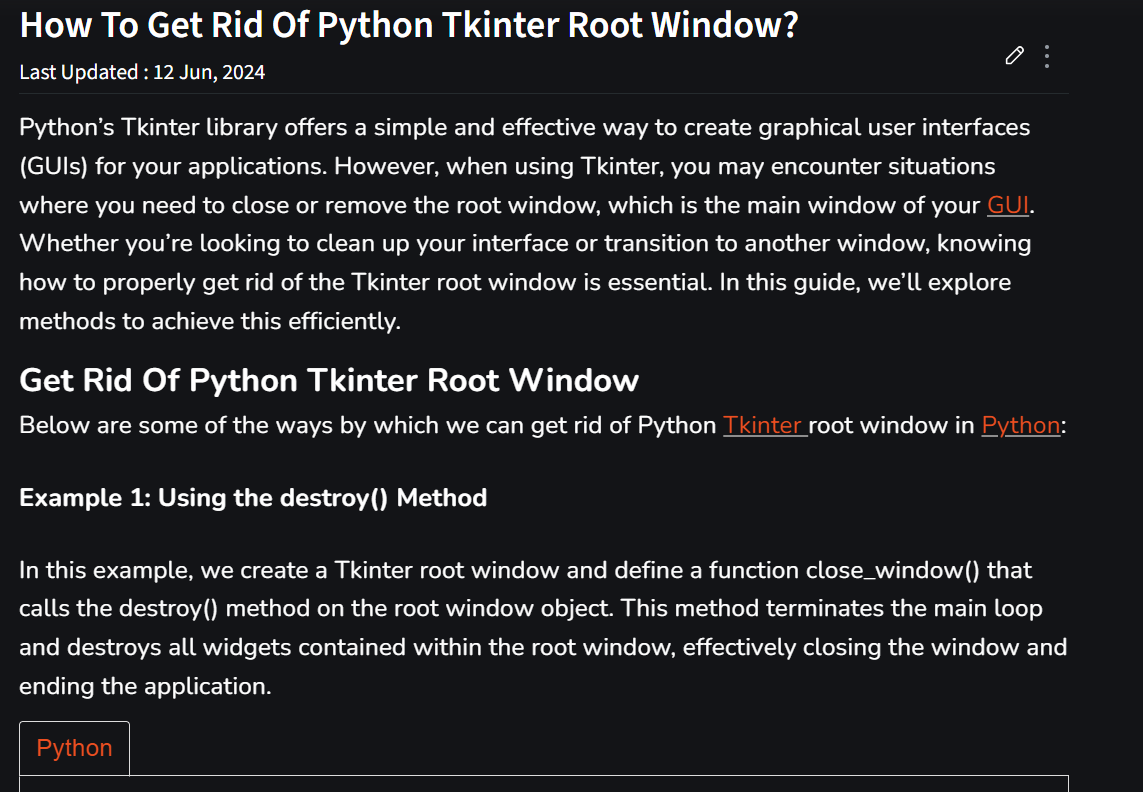 How To Get Rid Of Python Tkinter Root Window?
Last Updated : 12 Jun, 2024
Python’s Tkinter library offers a simple and effective way to create graphical user interfaces
(GUIs) for your applications. However, when using Tkinter, you may encounter situations
where you need to close or remove the root window, which is the main window of your GUI.
Whether you’re looking to clean up your interface or transition to another window, knowing
how to properly get rid of the Tkinter root window is essential. In this guide, we’ll explore
methods to achieve this efficiently.
Get Rid Of Python Tkinter Root Window
Below are some of the ways by which we can get rid of Python Tkinter root window in Python:
Example 1: Using the destroy() Method
In this example, we create a Tkinter root window and define a function close_window() that
calls the destroy() method on the root window object. This method terminates the main loop
and destroys all widgets contained within the root window, effectively closing the window and
ending the application.
Python